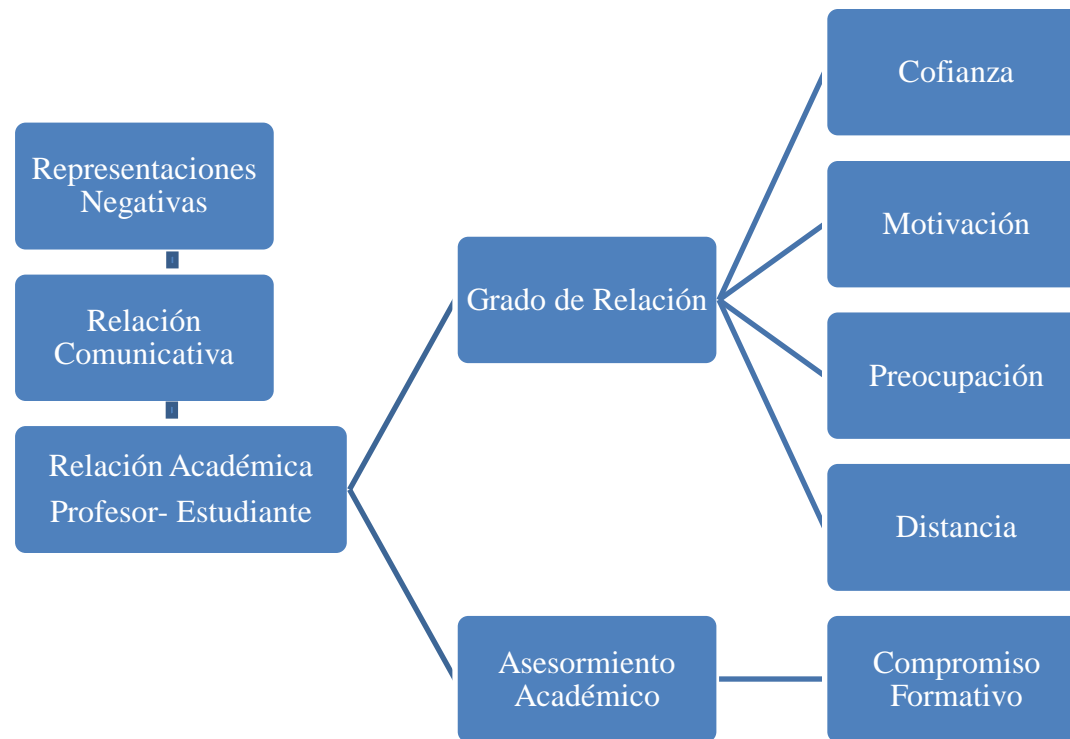 Representaciones
Negativas
Relación
Comunicativa
Relación Académica
Profesor- Estudiante
Grado de Relación
Asesormiento
Académico
Cofianza
Motivación
Preocupación
Distancia
Compromiso
Formativo